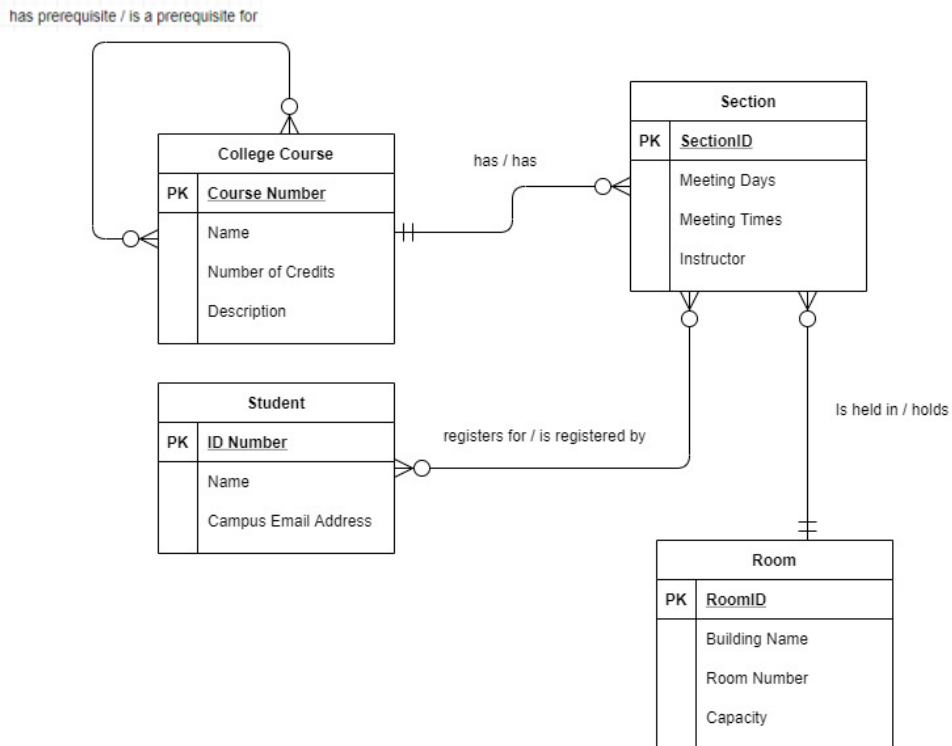 has prerequisite / is a prerequisite for
College Course
PK Course Number
Name
Number of Credits
Description
has / has
Section
PK SectionID
Meeting Days
Meeting Times
Instructor
Student
PK ID Number
Name
Campus Email Address
registers for / is registered by
Is held in / holds
Room
PK RoomID
Building Name
Room Number
Capacity